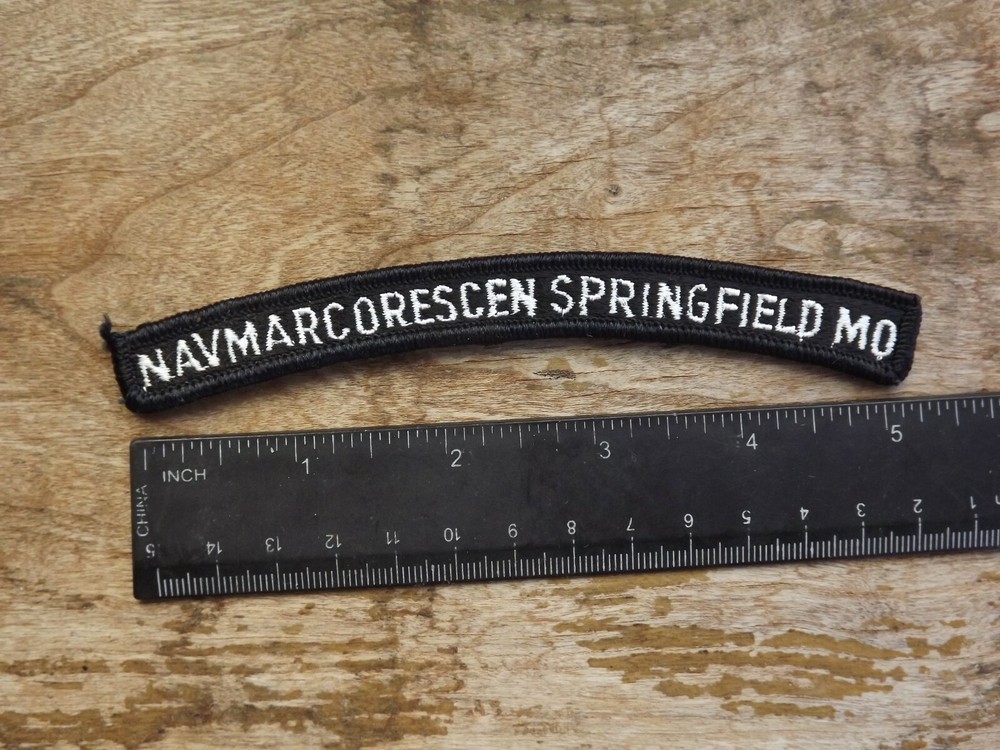 NAVMARCORESCEN SPRINGFIELD MO
1 2 3 4 5
INCH
CHINA
5 14 13 12 11 10 9 8 7 6 5 4 3 2 1